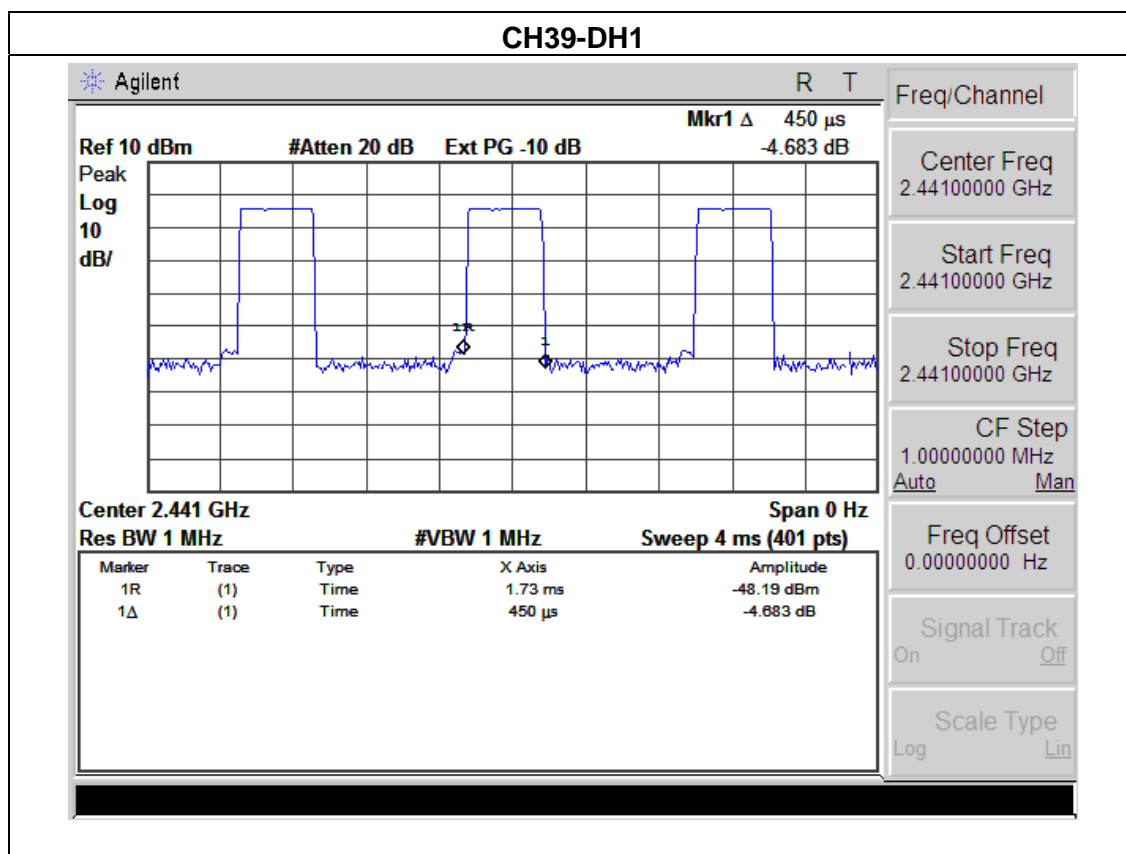 CH39-DH1
Agilent R T
Mkr1 Δ 450 μs
Ref 10 dBm #Atten 20 dB Ext PG -10 dB -4.683 dB
Peak
Log
10
dB/
1R
1
Center 2.441 GHz Span 0 Hz
Res BW 1 MHz #VBW 1 MHz Sweep 4 ms (401 pts)
Marker Trace Type X Axis Amplitude
1R (1) Time 1.73 ms -48.19 dBm
1Δ (1) Time 450 μs -4.683 dB
Freq/Channel
Center Freq
2.44100000 GHz
Start Freq
2.44100000 GHz
Stop Freq
2.44100000 GHz
CF Step
1.00000000 MHz
Auto Man
Freq Offset
0.00000000 Hz
Signal Track
On Off
Scale Type
Log Lin